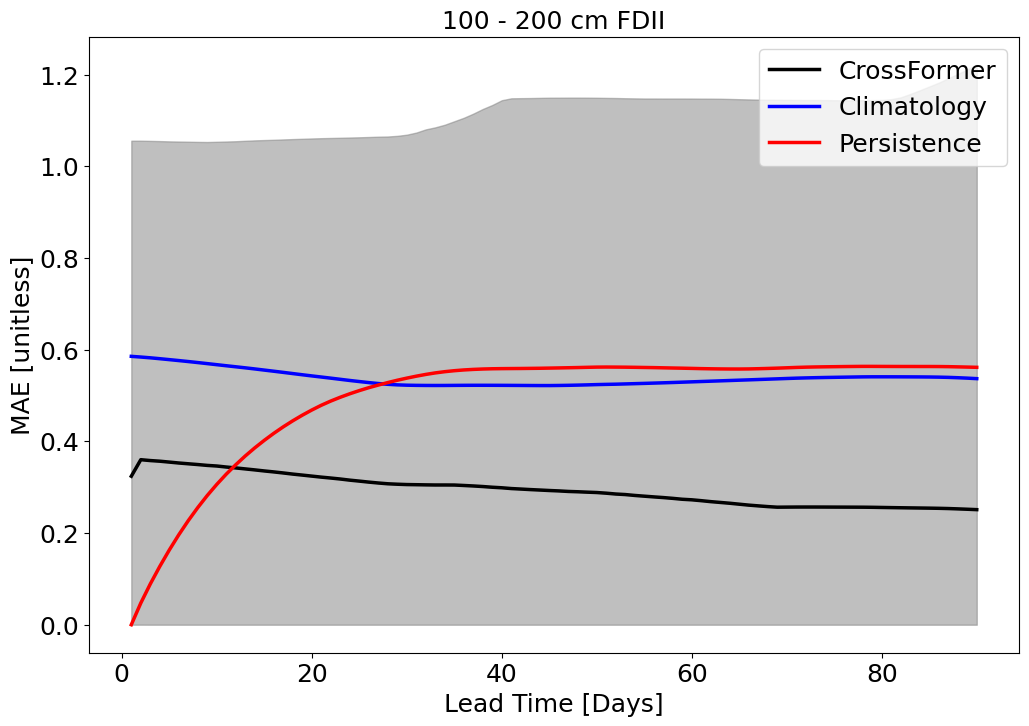 100 - 200 cm FDII
MAE [unitless]
1.2
1.0
0.8
0.6
0.4
0.2
0.0
CrossFormer
Climatology
Persistence
0 20 40 60 80
Lead Time [Days]